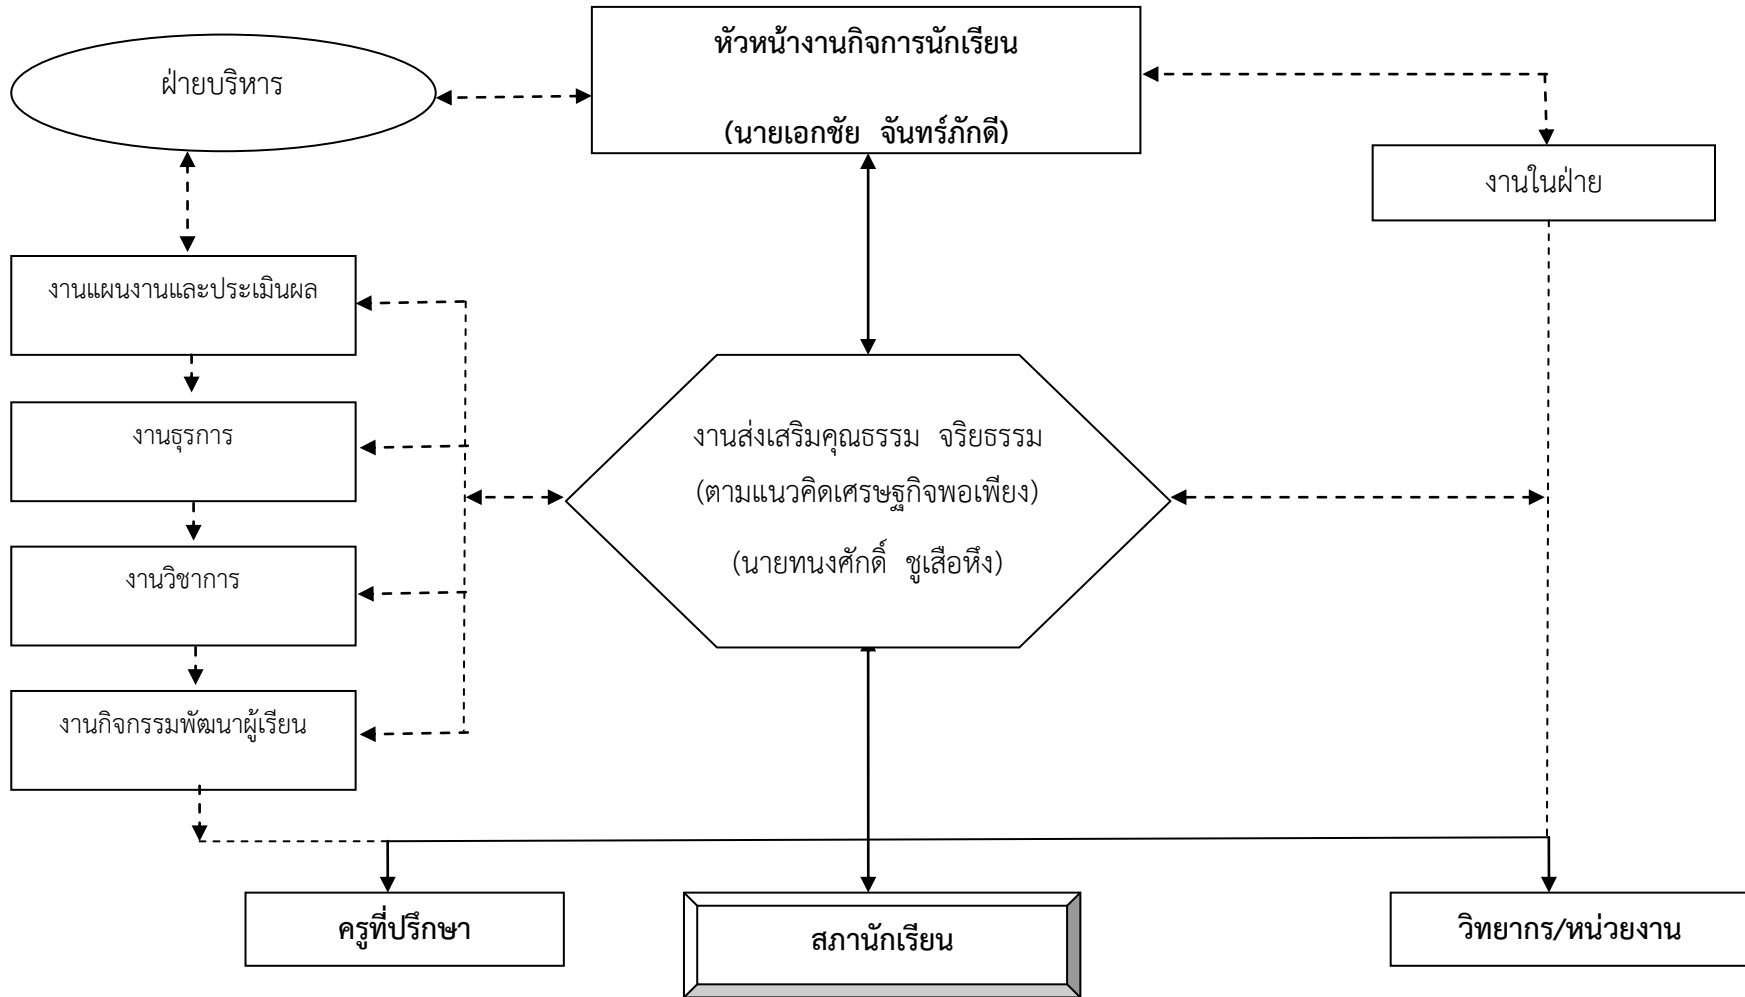 หัวหน้างานกิจการนักเรียน
(นายเอกชัย จันทร์ภักดี)
ฝ่ายบริหาร
งานในฝ่าย
งานแผนงานและประเมินผล
งานธุรการ
งานวิชาการ
งานกิจกรรมพัฒนาผู้เรียน
งานส่งเสริมคุณธรรม จริยธรรม
(ตามแนวคิดเศรษฐกิจพอเพียง)
(นายทนงศักดิ์ ชูเสือหึง)
ครูที่ปรึกษา
สภานักเรียน
วิทยากร/หน่วยงาน